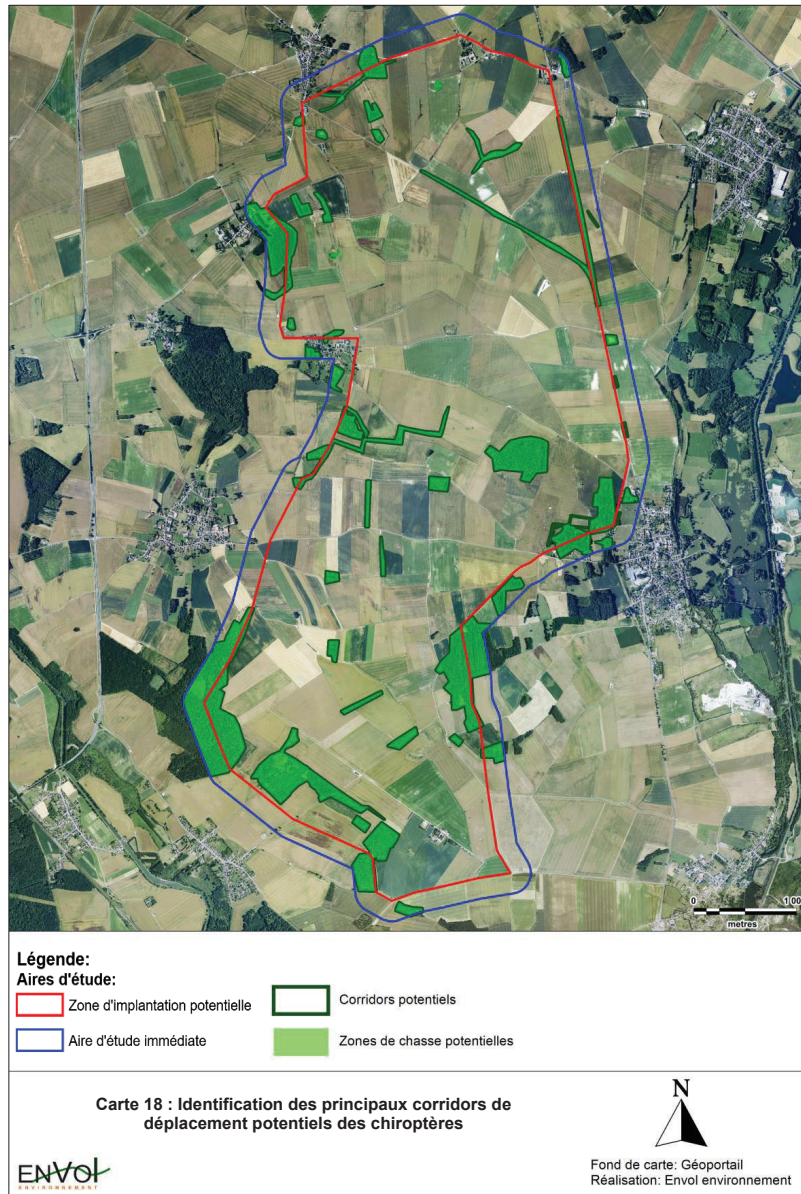 0 1 00
metres
Légende:
Aires d'étude:
Zone d'implantation potentielle
Corridors potentiels
Aire d'étude immédiate
Zones de chasse potentielles
Carte 18 : Identification des principaux corridors de
déplacement potentiels des chiroptères
N
Fond de carte: Géoportail
Réalisation: Envol environnement
ENVOl
ENVIRONNEMENT